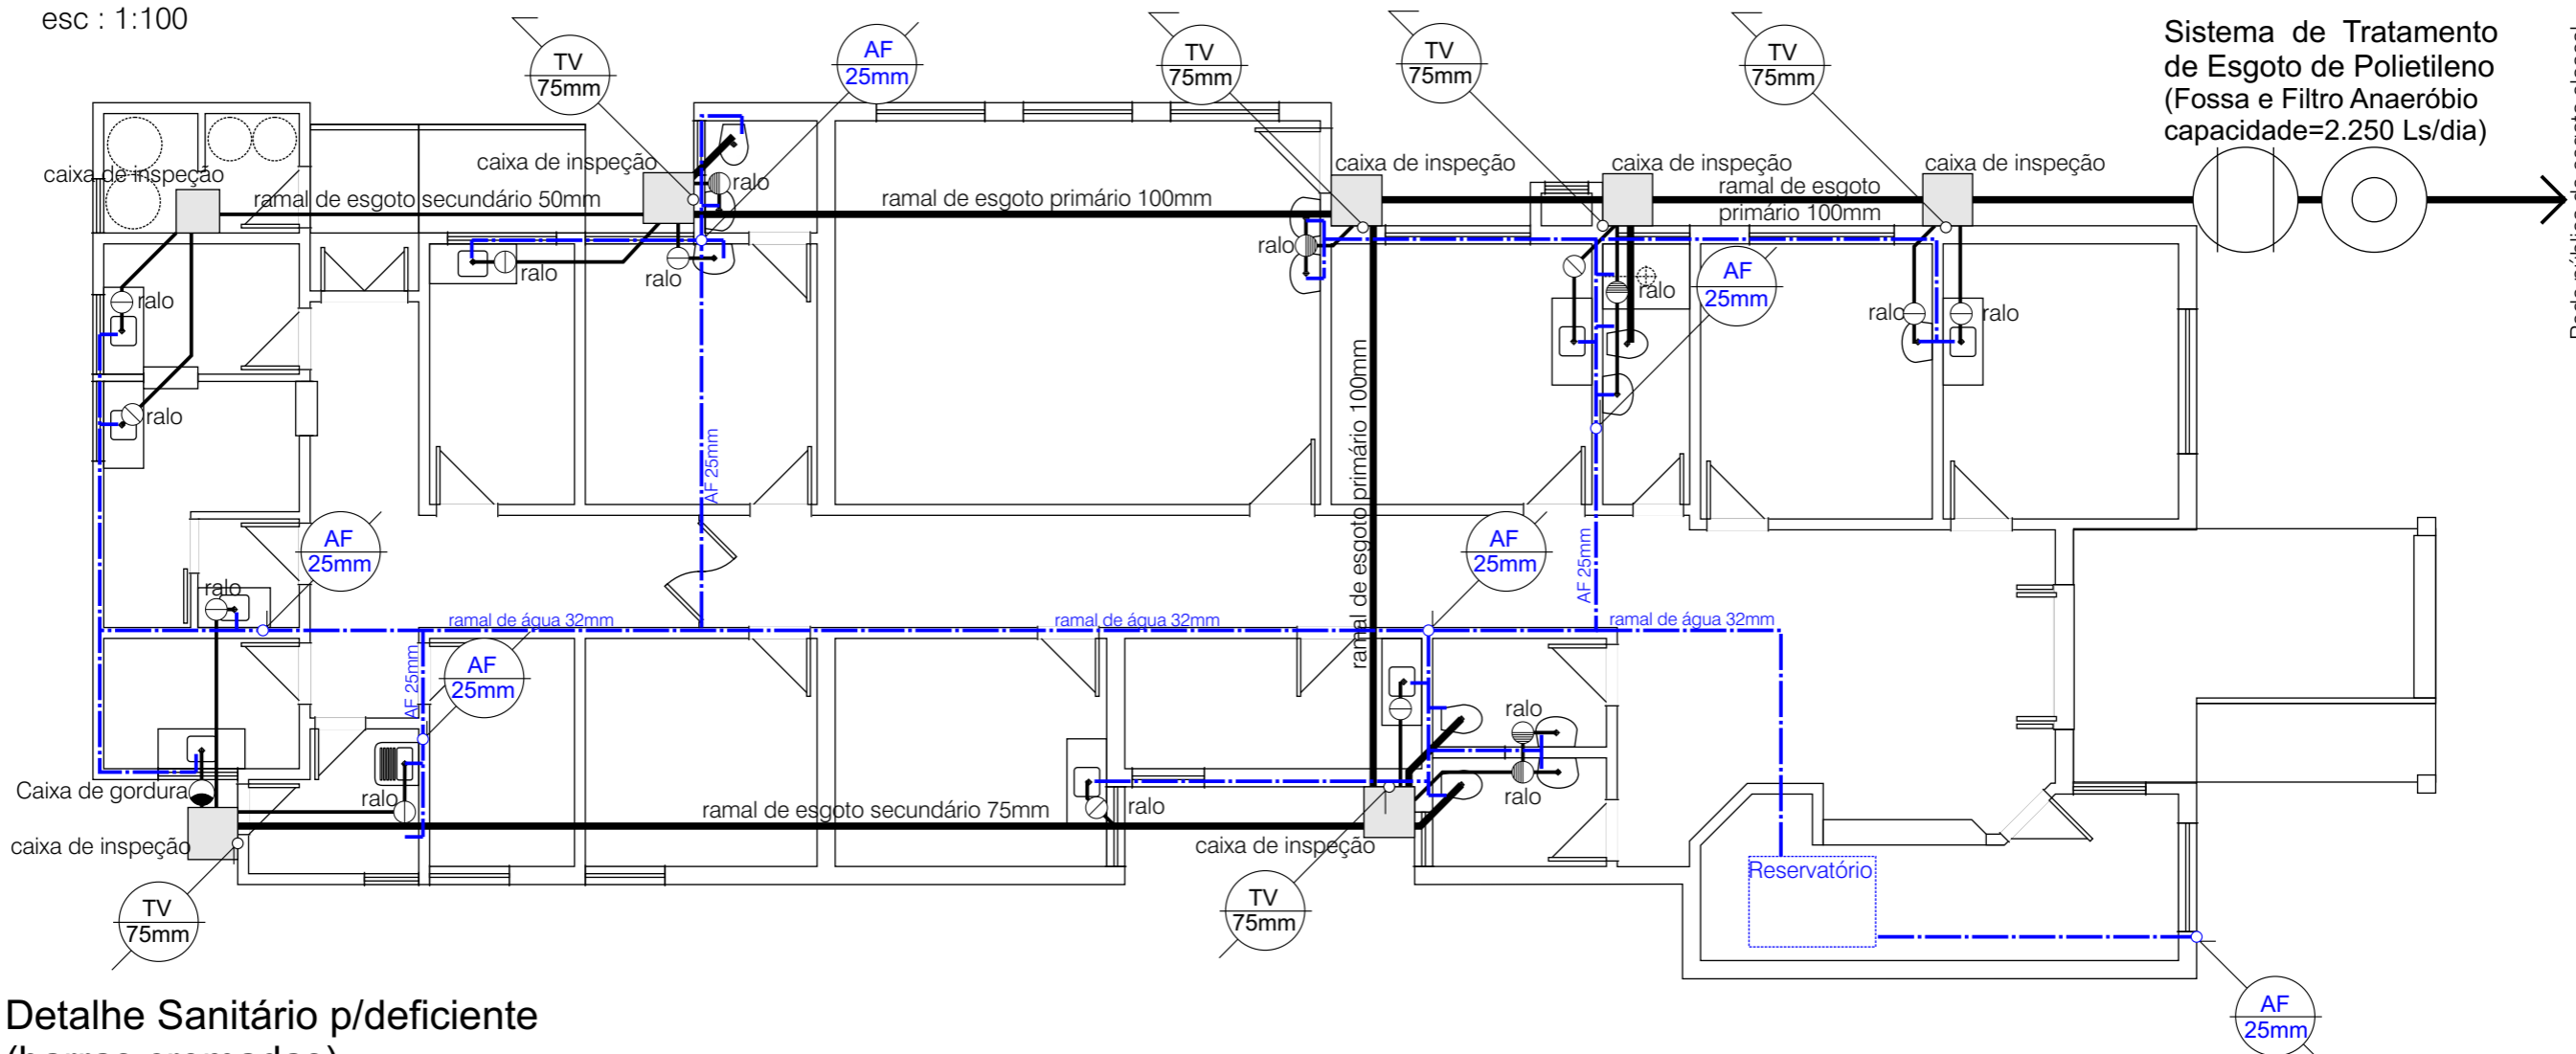 esc : 1:100
TV
75mm
AF
25mm
TV
75mm
TV
75mm
TV
75mm
Sistema de Tratamento
de Esgoto de Polietileno
(Fossa e Filtro Anaeróbio
capacidade=2.250 Ls/dia)
caixa de inspeção
caixa de inspeção
caixa de inspeção
caixa de inspeção
caixa de inspeção
ramal de esgoto secundário 50mm
ralo
ramal de esgoto primário 100mm
ramal de esgoto
primário 100mm
ralo
ralo
ralo
ralo
AF
25mm
ralo
ralo
ralo
ralo
ralo
AF 25mm
ramal de esgoto primário 100mm
AF
25mm
AF
25mm
AF 25mm
ralo
ramal de água 32mm
ramal de água 32mm
ramal de água 32mm
AF 25mm
AF
25mm
ralo
ralo
Caixa de gordura
ralo
ramal de esgoto secundário 75mm
ralo
caixa de inspeção
caixa de inspeção
Reservatório
TV
75mm
TV
75mm
AF
25mm
Detalhe Sanitário p/deficiente